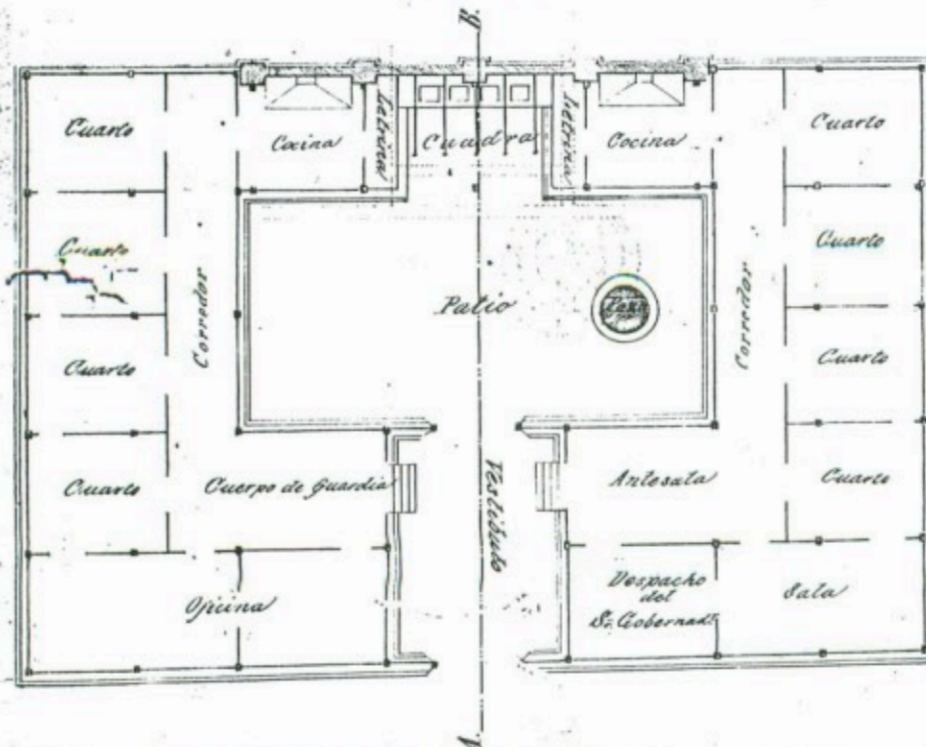 Cuarto
Cocina
Letrina
Cuadra
Letrina
Cocina
Cuarto
Cuarto
Corredor
Patio
Corredor
Cuarto
Cuarto
Cuarto
Cuarto
Cuerpo de Guardia
Vestibulo
Antesala
Cuarto
Oficina
Despacho
del
Sr. Gobernadr.
Sala